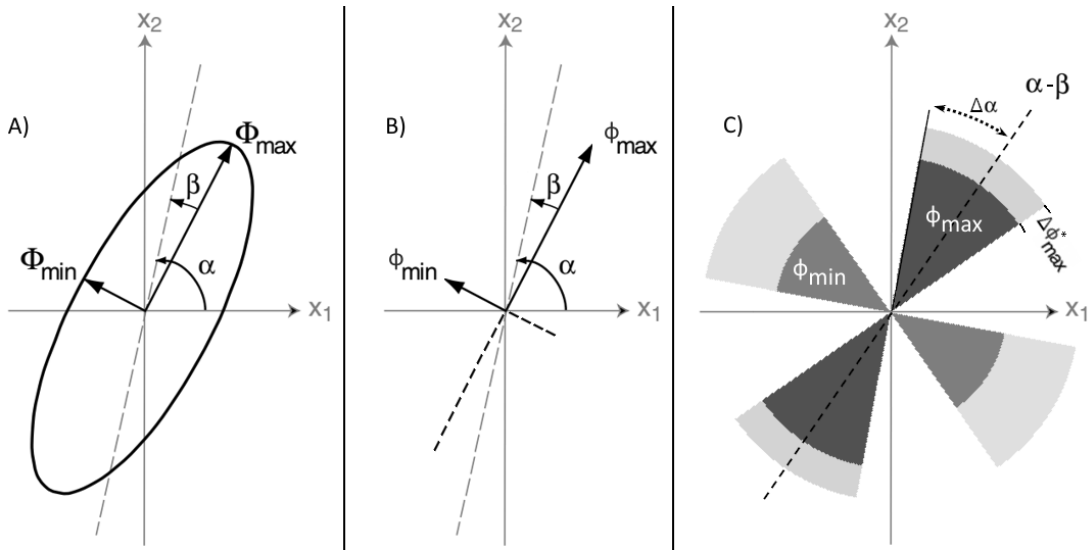 A)
x₂
Φmax
β
Φmin
α
x₁
B)
x₂
ϕmax
β
ϕmin
α
x₁
C)
x₂
Δα
α-β
ϕmax
Δϕ*max
ϕmin
x₁